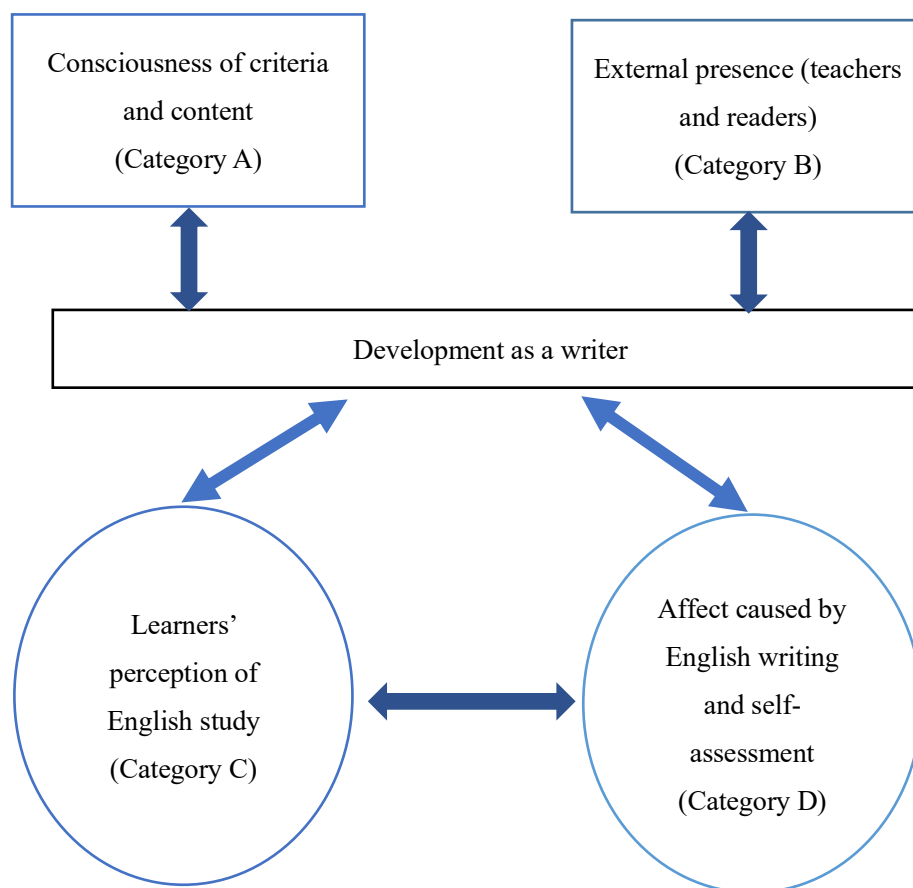 Consciousness of criteria
and content
(Category A)
External presence (teachers
and readers)
(Category B)
Development as a writer
Learners’
perception of
English study
(Category C)
Affect caused by
English writing
and self-
assessment
(Category D)